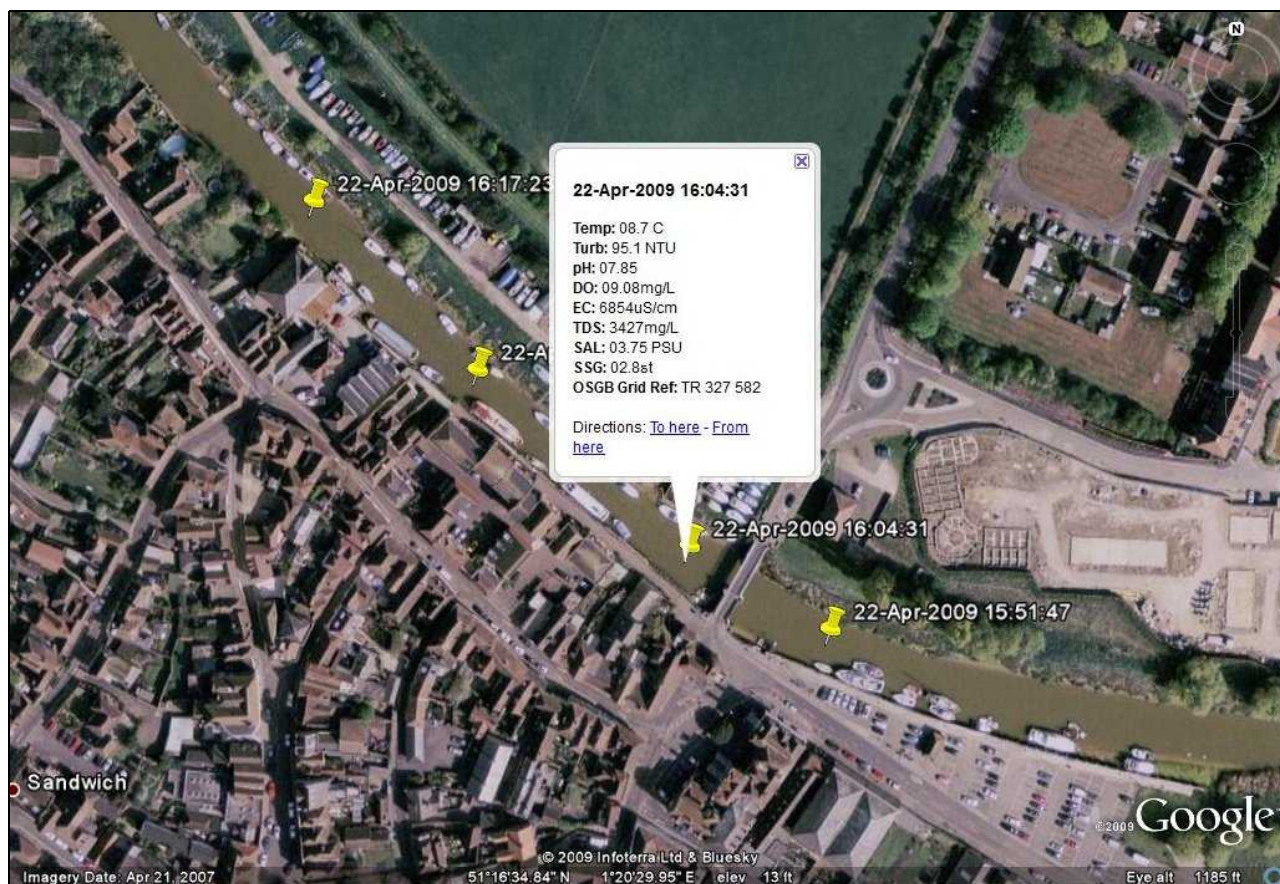 N
22-Apr-2009 16:17:23
22-Apr-2009 16:04:31
Temp: 08.7 C
Turb: 95.1 NTU
pH: 07.85
DO: 09.08mg/L
EC: 6854uS/cm
TDS: 3427mg/L
SAL: 03.75 PSU
SSG: 02.8st
OSGB Grid Ref: TR 327 582
Directions: To here - From
here
22-A
22-Apr-2009 16:04:31
22-Apr-2009 15:51:47
Sandwich
©2009 Google
© 2009 Infoterra Ltd & Bluesky
Imagery Date: Apr 21, 2007 51°16'34.84" N 1°20'29.95" E elev 13 ft Eye alt 1185 ft